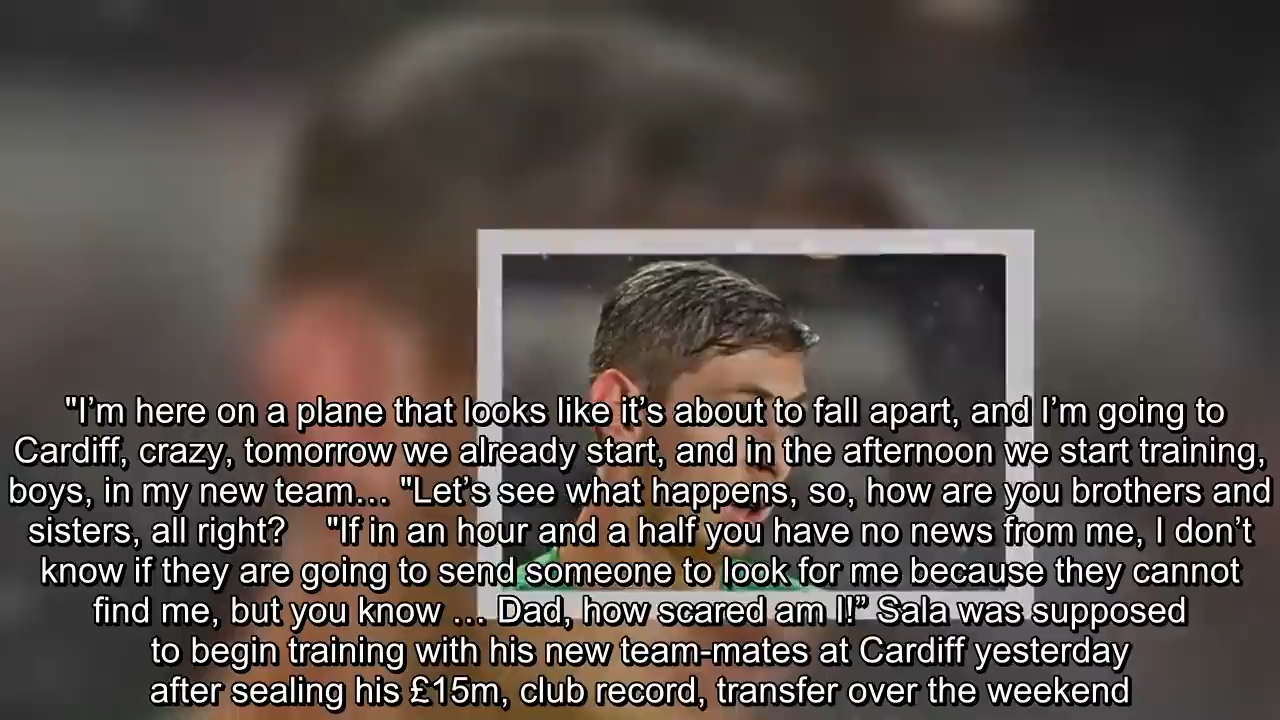 "I’m here on a plane that looks like it’s about to fall apart, and I’m going to
Cardiff, crazy, tomorrow we already start, and in the afternoon we start training,
boys, in my new team… "Let’s see what happens, so, how are you brothers and
sisters, all right? "If in an hour and a half you have no news from me, I don’t
know if they are going to send someone to look for me because they cannot
find me, but you know … Dad, how scared am I!” Sala was supposed
to begin training with his new team-mates at Cardiff yesterday
after sealing his £15m, club record, transfer over the weekend